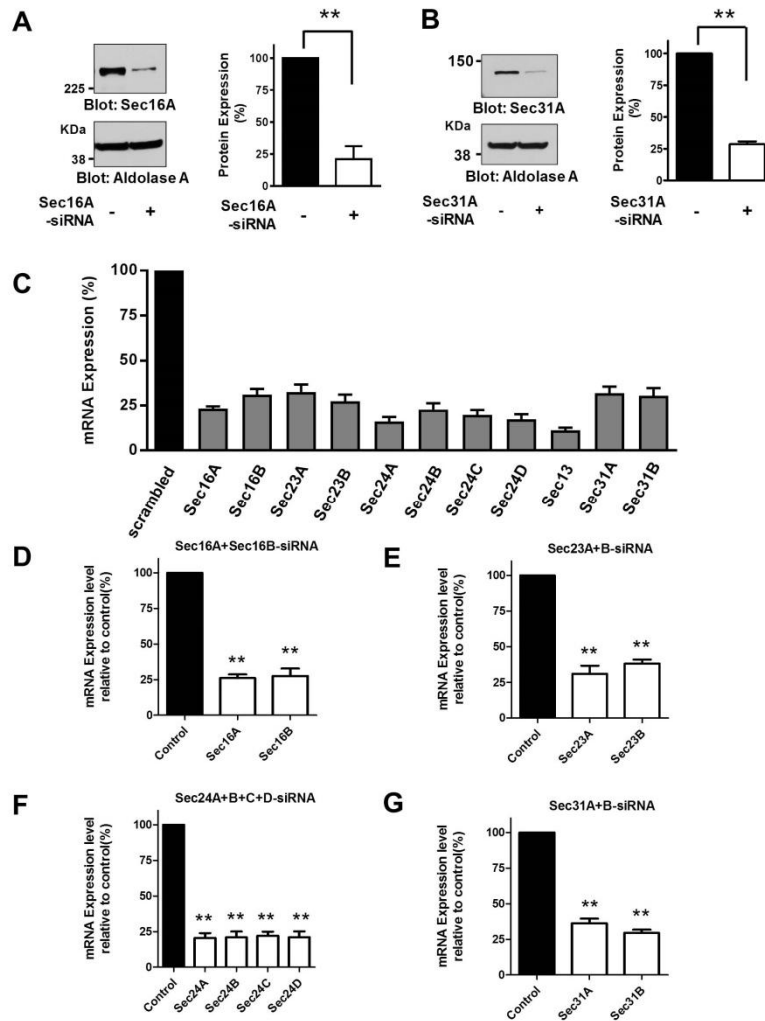 A
**
225
Blot: Sec16A
KDa
38
Blot: Aldolase A
Sec16A
-siRNA
-
+
Protein Expression
(%)
100
75
50
25
0
Sec16A
-siRNA
-
+
B
**
150
Blot: Sec31A
KDa
38
Blot: Aldolase A
Sec31A
-siRNA
-
+
Protein Expression
(%)
100
75
50
25
0
Sec31A
-siRNA
-
+
C
mRNA Expression (%)
100
75
50
25
0
scrambled
Sec16A
Sec16B
Sec23A
Sec23B
Sec24A
Sec24B
Sec24C
Sec24D
Sec13
Sec31A
Sec31B
D
Sec16A+Sec16B-siRNA
mRNA Expression level
relative to control(%)
100
75
50
25
0
**
**
Control
Sec16A
Sec16B
E
Sec23A+B-siRNA
mRNA Expression level
relative to control(%)
100
75
50
25
0
**
**
Control
Sec23A
Sec23B
F
Sec24A+B+C+D-siRNA
mRNA Expression level
relative to control(%)
100
75
50
25
0
**
**
**
**
Control
Sec24A
Sec24B
Sec24C
Sec24D
G
Sec31A+B-siRNA
mRNA Expression level
relative to control(%)
100
75
50
25
0
**
**
Control
Sec31A
Sec31B